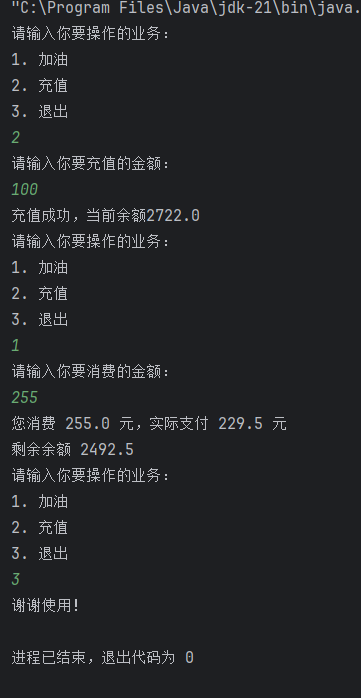 "C:\Program Files\Java\jdk-21\bin\java.
请输入你要操作的业务：
1. 加油
2. 充值
3. 退出
2
请输入你要充值的金额：
100
充值成功，当前余额2722.0
请输入你要操作的业务：
1. 加油
2. 充值
3. 退出
1
请输入你要消费的金额：
255
您消费 255.0 元，实际支付 229.5 元
剩余余额 2492.5
请输入你要操作的业务：
1. 加油
2. 充值
3. 退出
3
谢谢使用!
进程已结束，退出代码为 0